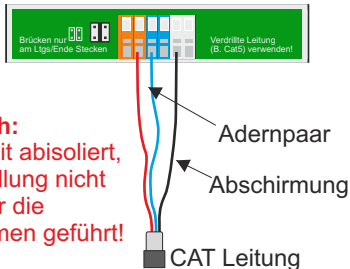 Brücken nur
am Ltgs/Ende Stecken
Verdrillte Leitung
(B. Cat5) verwenden!
h:
it abisoliert,
llung nicht
r die
men geführt!
Adernpaar
Abschirmung
CAT Leitung